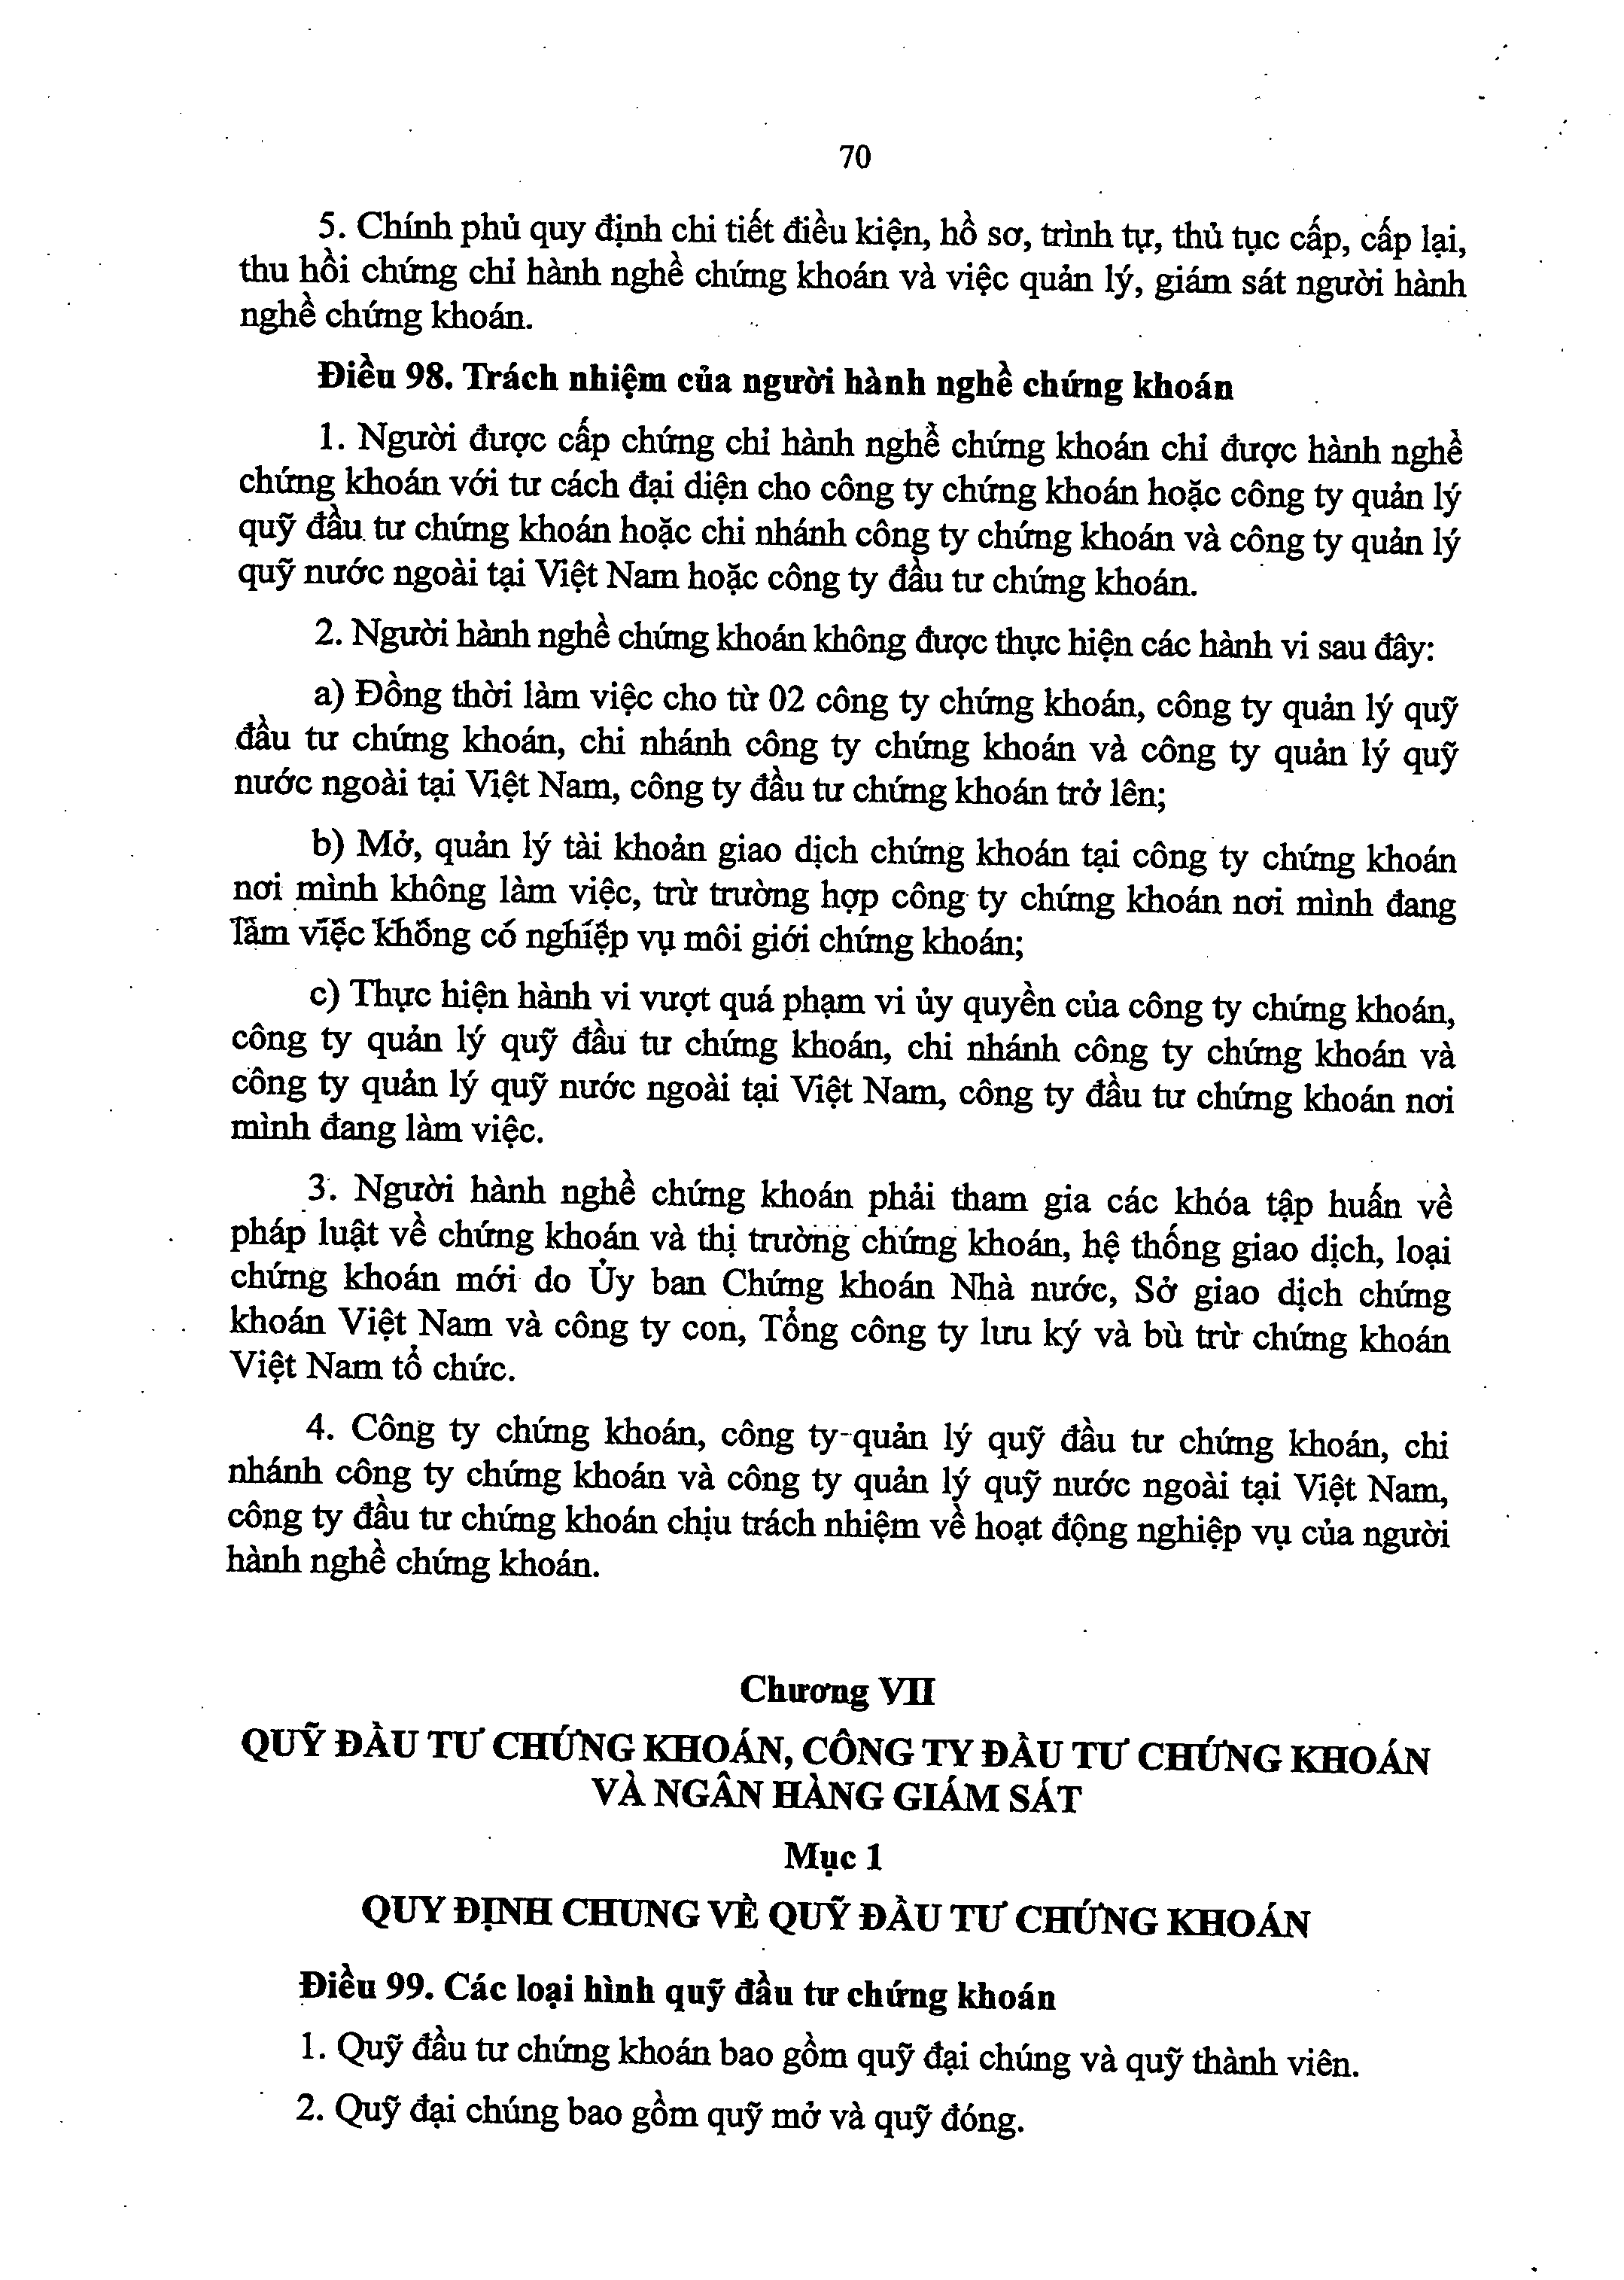 70
5. Chính phủ quy định chi tiết điều kiện, hồ sơ, trình tự, thủ tục cấp, cấp lại,
thu hồi chứng chỉ hành nghề chứng khoán và việc quản lý, giám sát người hành
nghề chứng khoán.
Điều 98. Trách nhiệm của người hành nghề chứng khoán
1. Người được cấp chứng chỉ hành nghề chứng khoán chỉ được hành nghề
chứng khoán với tư cách đại diện cho công ty chứng khoán hoặc công ty quản lý
quỹ đầu tư chứng khoán hoặc chi nhánh công ty chứng khoán và công ty quản lý
quỹ nước ngoài tại Việt Nam hoặc công ty đầu tư chứng khoán.
2. Người hành nghề chứng khoán không được thực hiện các hành vi sau đây:
a) Đồng thời làm việc cho từ 02 công ty chứng khoán, công ty quản lý quỹ
đầu tư chứng khoán, chi nhánh công ty chứng khoán và công ty quản lý quỹ
nước ngoài tại Việt Nam, công ty đầu tư chứng khoán trở lên;
b) Mở, quản lý tài khoản giao dịch chứng khoán tại công ty chứng khoán
nơi mình không làm việc, trừ trường hợp công ty chứng khoán nơi mình đang
làm việc không có nghiệp vụ môi giới chứng khoán;
c) Thực hiện hành vi vượt quá phạm vi ủy quyền của công ty chứng khoán,
công ty quản lý quỹ đầu tư chứng khoán, chi nhánh công ty chứng khoán và
công ty quản lý quỹ nước ngoài tại Việt Nam, công ty đầu tư chứng khoán nơi
mình đang làm việc.
3. Người hành nghề chứng khoán phải tham gia các khóa tập huấn về
pháp luật về chứng khoán và thị trường chứng khoán, hệ thống giao dịch, loại
chứng khoán mới do Ủy ban Chứng khoán Nhà nước, Sở giao dịch chứng
khoán Việt Nam và công ty con, Tổng công ty lưu ký và bù trừ chứng khoán
Việt Nam tổ chức.
4. Công ty chứng khoán, công ty quản lý quỹ đầu tư chứng khoán, chi
nhánh công ty chứng khoán và công ty quản lý quỹ nước ngoài tại Việt Nam,
công ty đầu tư chứng khoán chịu trách nhiệm về hoạt động nghiệp vụ của người
hành nghề chứng khoán.
Chương VII
QUỸ ĐẦU TƯ CHỨNG KHOÁN, CÔNG TY ĐẦU TƯ CHỨNG KHOÁN
VÀ NGÂN HÀNG GIÁM SÁT
Mục 1
QUY ĐỊNH CHUNG VỀ QUỸ ĐẦU TƯ CHỨNG KHOÁN
Điều 99. Các loại hình quỹ đầu tư chứng khoán
1. Quỹ đầu tư chứng khoán bao gồm quỹ đại chúng và quỹ thành viên.
2. Quỹ đại chúng bao gồm quỹ mở và quỹ đóng.